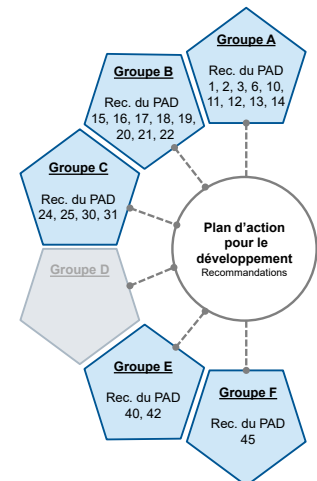 Groupe A
Rec. du PAD
1, 2, 3, 6, 10,
11, 12, 13, 14
Groupe B
Rec. du PAD
15, 16, 17, 18, 19,
20, 21, 22
Groupe C
Rec. du PAD
24, 25, 30, 31
Plan d’action
pour le
développement
Recommandations
Groupe D
Groupe E
Rec. du PAD
40, 42
Groupe F
Rec. du PAD
45